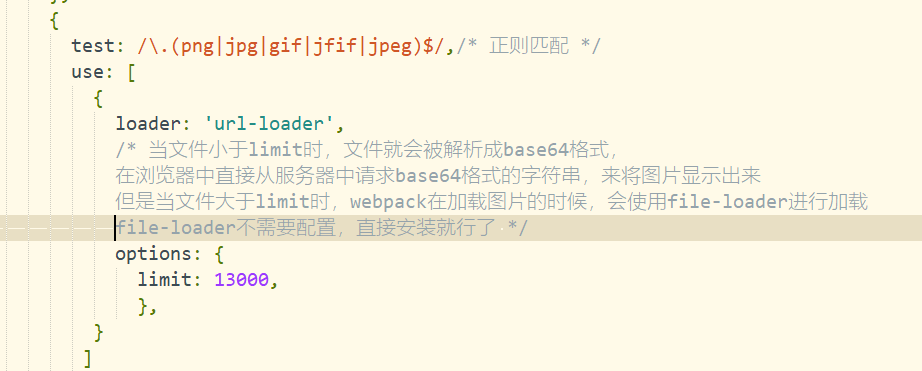 },
{
test: /\.(png|jpg|gif|jfif|jpeg)$/,/* 正则匹配 */
use: [
{
loader: 'url-loader',
/* 当文件小于limit时，文件就会被解析成base64格式，
在浏览器中直接从服务器中请求base64格式的字符串，来将图片显示出来
但是当文件大于limit时，webpack在加载图片的时候，会使用file-loader进行加载
file-loader不需要配置，直接安装就行了 */
options: {
limit: 13000,
},
}
]